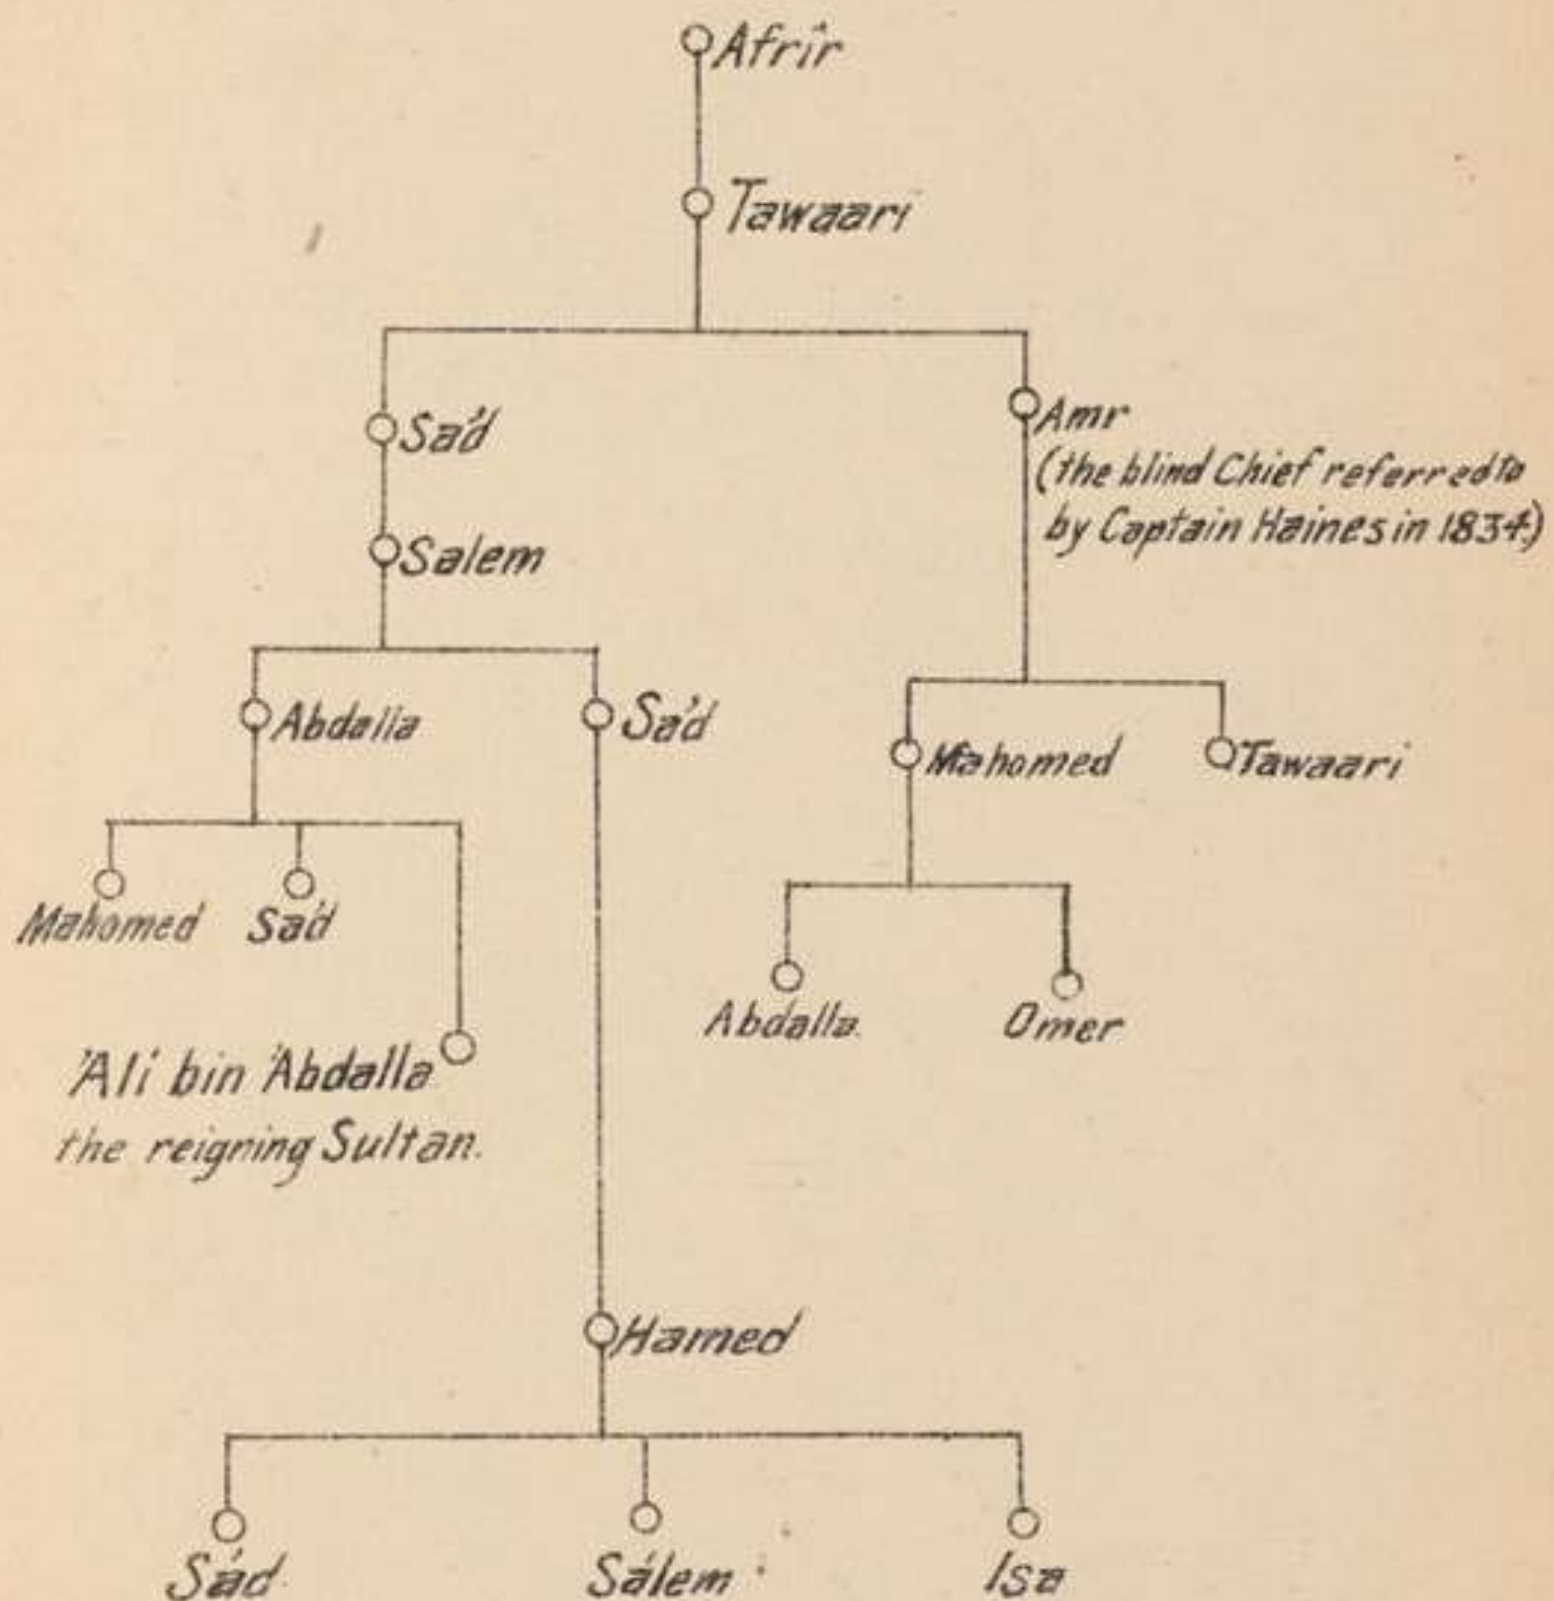 Afrîr
Tawaari
Sa'd
Amr
(the blind Chief referred to
by Captain Haines in 1834.)
Salem
Abdalla
Sa'd
Mahomed
Tawaari
Mahomed
Sa'd
Abdalla.
Omer
'Ali bin 'Abdalla
the reigning Sultan.
Hamed
Sa'd.
Sálem
Isa